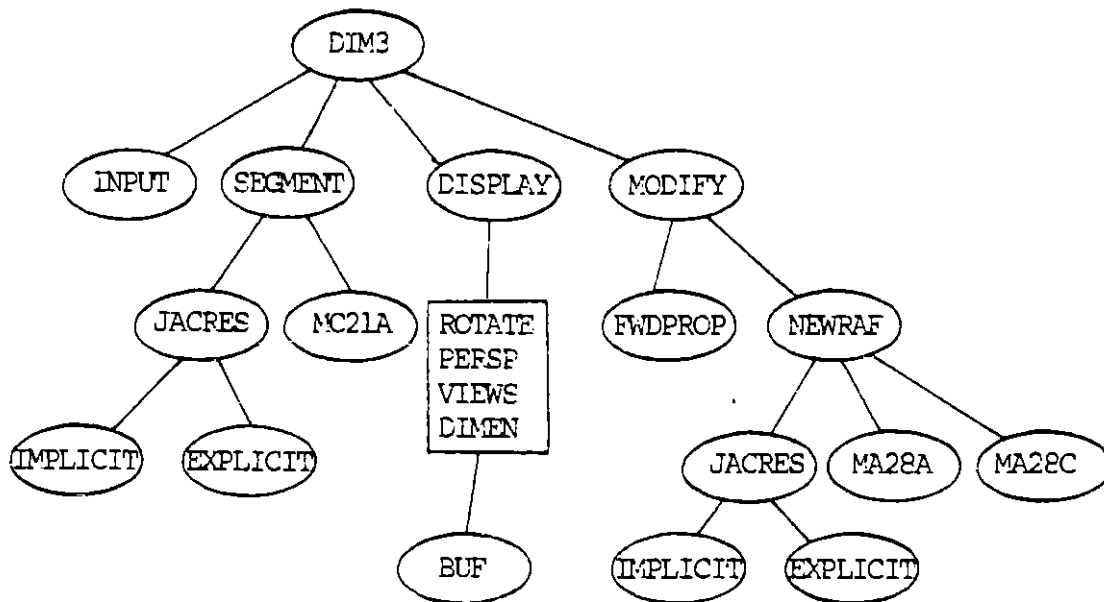 DIM3
INPUT
SEGMENT
DISPLAY
MODIFY
JACRES
MC21A
ROTATE
PERSP
VIEWS
DIMEN
FWDPROP
NEWRAF
IMPLICIT
EXPLICIT
JACRES
MA28A
MA28C
BUF
IMPLICIT
EXPLICIT